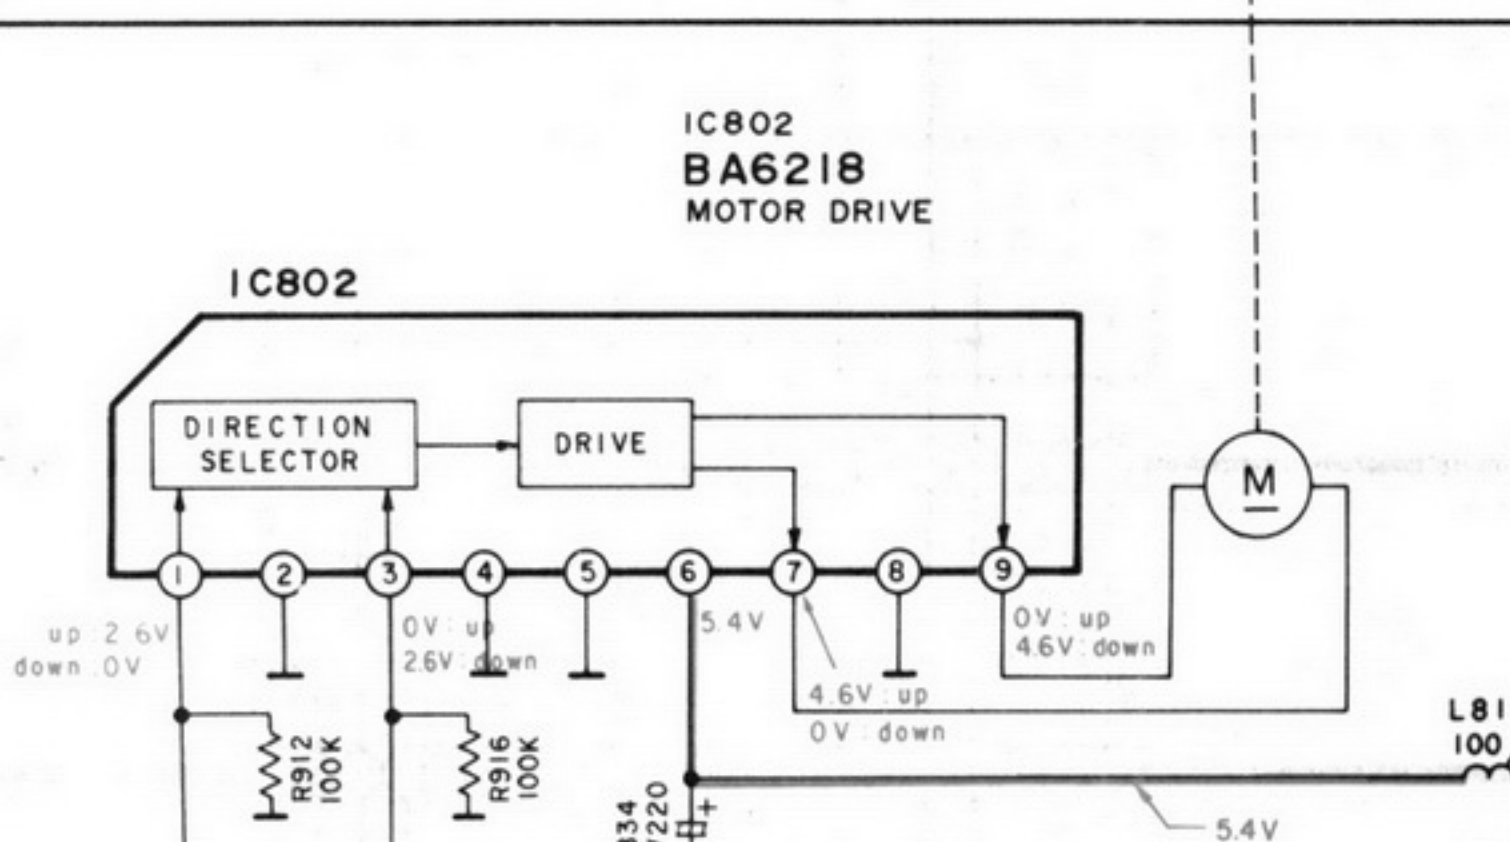 IC802
BA6218
MOTOR DRIVE
IC802
DIRECTION
SELECTOR
DRIVE
M
1 2 3 4 5 6 7 8 9
up : 2.6V
down : 0V
0V : up
2.6V : down
5.4V
4.6V : up
0V : down
0V : up
4.6V : down
R912
100K
R916
100K
+
L81
100
5.4V